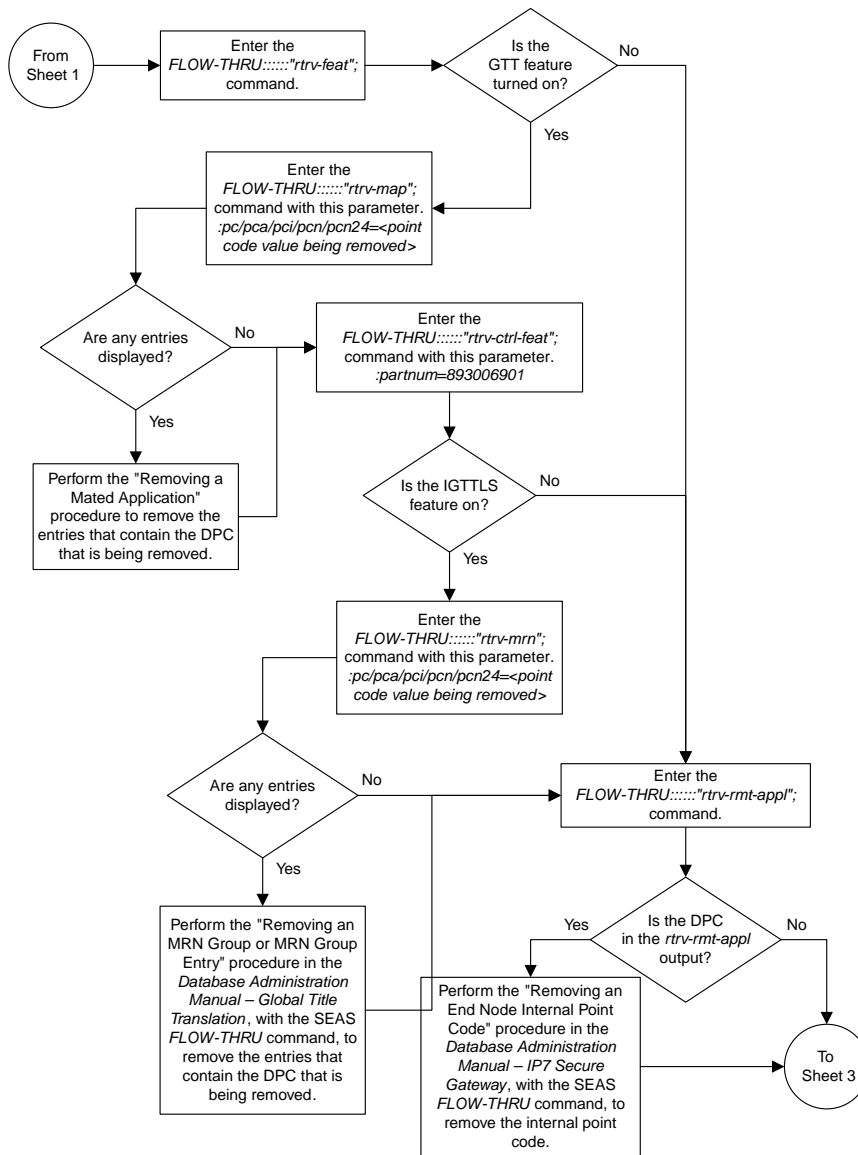 From
Sheet 1
Enter the
FLOW-THRU::::::"rtrv-feat";
command.
Is the
GTT feature
turned on?
No
Yes
Enter the
FLOW-THRU::::::"rtrv-map";
command with this parameter.
:pc/pca/pci/pcn/pcn24=<point
code value being removed>
Are any entries
displayed?
No
Yes
Enter the
FLOW-THRU::::::"rtrv-ctrl-feat";
command with this parameter.
:partnum=893006901
Perform the "Removing a
Mated Application"
procedure to remove the
entries that contain the DPC
that is being removed.
Is the IGTTLS
feature on?
No
Yes
Enter the
FLOW-THRU::::::"rtrv-mrn";
command with this parameter.
:pc/pca/pci/pcn/pcn24=<point
code value being removed>
Are any entries
displayed?
No
Yes
Enter the
FLOW-THRU::::::"rtrv-rmt-appl";
command.
Perform the "Removing an
MRN Group or MRN Group
Entry" procedure in the
Database Administration
Manual – Global Title
Translation, with the SEAS
FLOW-THRU command, to
remove the entries that
contain the DPC that is
being removed.
Is the DPC
in the rtrv-rmt-appl
output?
Yes
No
Perform the "Removing an
End Node Internal Point
Code" procedure in the
Database Administration
Manual – IP7 Secure
Gateway, with the SEAS
FLOW-THRU command, to
remove the internal point
code.
To
Sheet 3